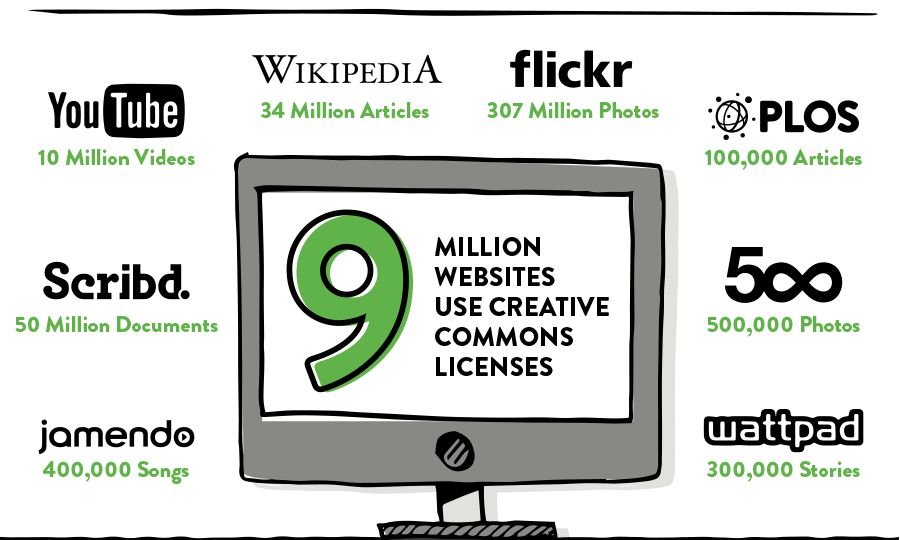 WIKIPEDIA
34 Million Articles
flickr
307 Million Photos
YouTube
10 Million Videos
PLOS
100,000 Articles
9
MILLION
WEBSITES
USE CREATIVE
COMMONS
LICENSES
Scribd.
50 Million Documents
500
500,000 Photos
jamendo
400,000 Songs
wattpad
300,000 Stories